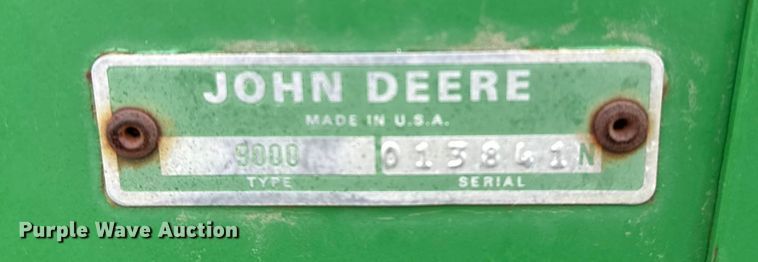 JOHN DEERE
MADE IN U.S.A.
9000 013841N
TYPE SERIAL
Purple Wave Auction